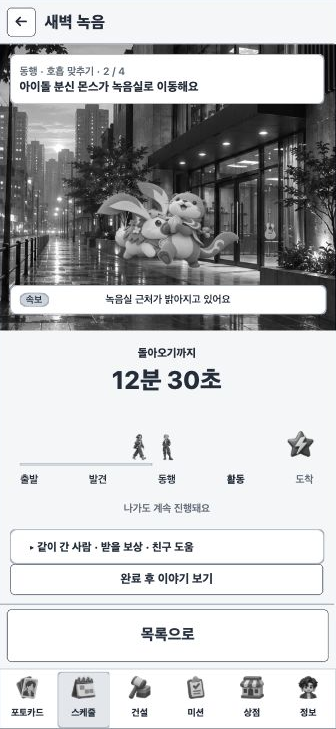 새벽 녹음
동행 · 호흡 맞추기 · 2 / 4
아이돌 분신 몬스가 녹음실로 이동해요
속보
녹음실 근처가 밝아지고 있어요
돌아오기까지
12분 30초
출발
발견
동행
활동
도착
나가도 계속 진행돼요
▸ 같이 간 사람 · 받을 보상 · 친구 도움
완료 후 이야기 보기
목록으로
포토카드
스케줄
건설
미션
상점
정보